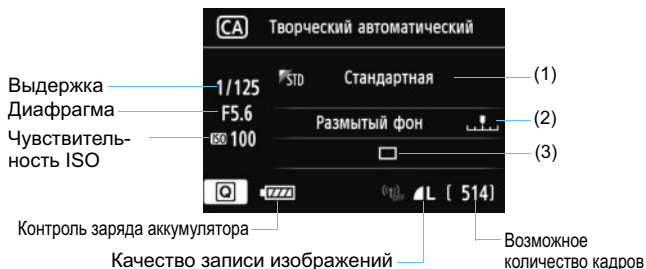 CA Творческий автоматический
STD Стандартная
(1)
Выдержка
1/125
Диафрагма
F5.6
Размытый фон
(2)
Чувствитель-
ность ISO
ISO 100
(3)
Q
OFF
L [ 514]
Контроль заряда аккумулятора
Качество записи изображений
Возможное
количество кадров